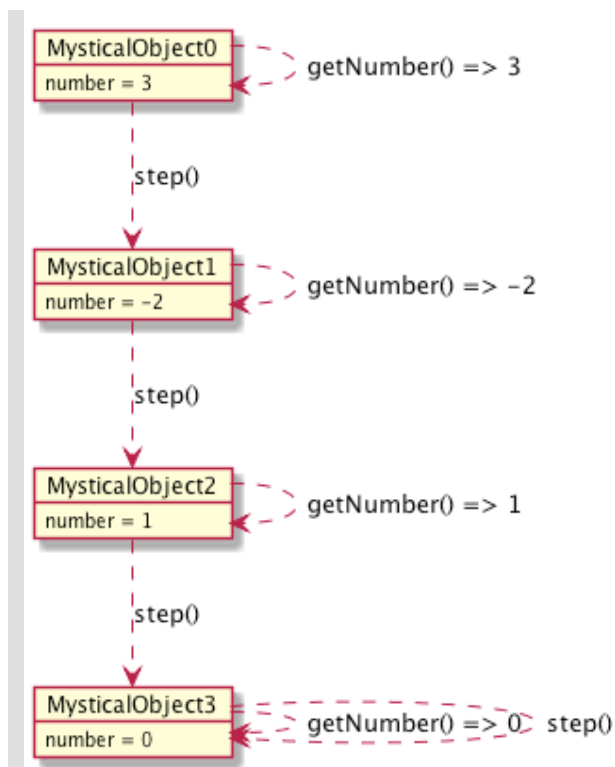 MysticalObject0
number = 3
getNumber() => 3
step()
MysticalObject1
number = -2
getNumber() => -2
step()
MysticalObject2
number = 1
getNumber() => 1
step()
MysticalObject3
number = 0
getNumber() => 0
step()